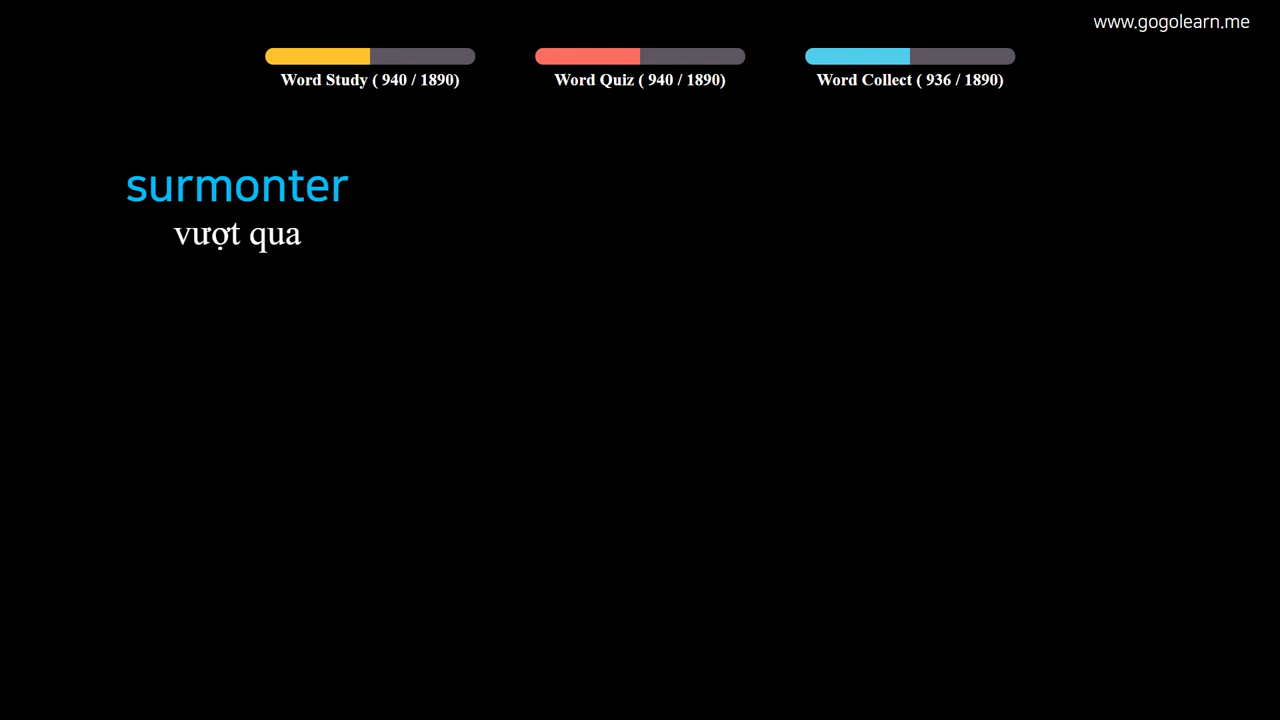 www.gogolearn.me
Word Study ( 940 / 1890)
Word Quiz ( 940 / 1890)
Word Collect ( 936 / 1890)
surmonter
vượt qua